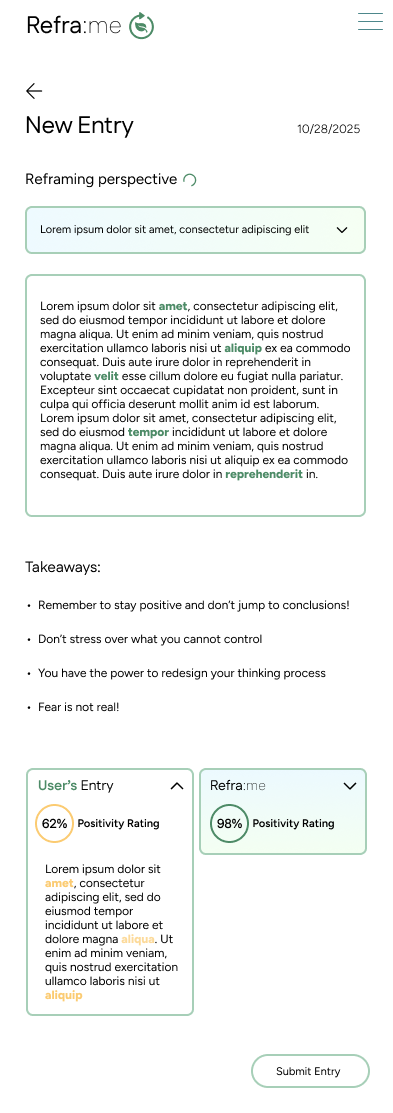 Refra:me
New Entry
10/28/2025
Reframing perspective
Lorem ipsum dolor sit amet, consectetur adipiscing elit
Lorem ipsum dolor sit amet, consectetur adipiscing elit,
sed do eiusmod tempor incididunt ut labore et dolore
magna aliqua. Ut enim ad minim veniam, quis nostrud
exercitation ullamco laboris nisi ut aliquip ex ea commodo
consequat. Duis aute irure dolor in reprehenderit in
voluptate velit esse cillum dolore eu fugiat nulla pariatur.
Excepteur sint occaecat cupidatat non proident, sunt in
culpa qui officia deserunt mollit anim id est laborum.
Lorem ipsum dolor sit amet, consectetur adipiscing elit,
sed do eiusmod tempor incididunt ut labore et dolore
magna aliqua. Ut enim ad minim veniam, quis nostrud
exercitation ullamco laboris nisi ut aliquip ex ea commodo
consequat. Duis aute irure dolor in reprehenderit in.
Takeaways:
• Remember to stay positive and don’t jump to conclusions!
• Don’t stress over what you cannot control
• You have the power to redesign your thinking process
• Fear is not real!
User’s Entry
62% Positivity Rating
Lorem ipsum dolor sit
amet, consectetur
adipiscing elit, sed do
eiusmod tempor
incididunt ut labore et
dolore magna aliqua. Ut
enim ad minim veniam,
quis nostrud exercitation
ullamco laboris nisi ut
aliquip
Refra:me
98% Positivity Rating
Submit Entry